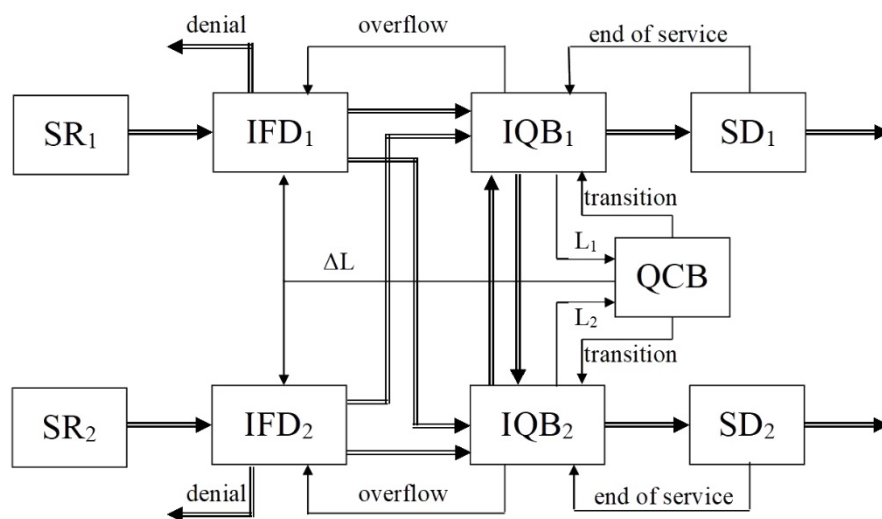 denial
overflow
end of service
SR₁
IFD₁
IQB₁
SD₁
transition
L₁
ΔL
QCB
L₂
transition
SR₂
IFD₂
IQB₂
SD₂
denial
overflow
end of service